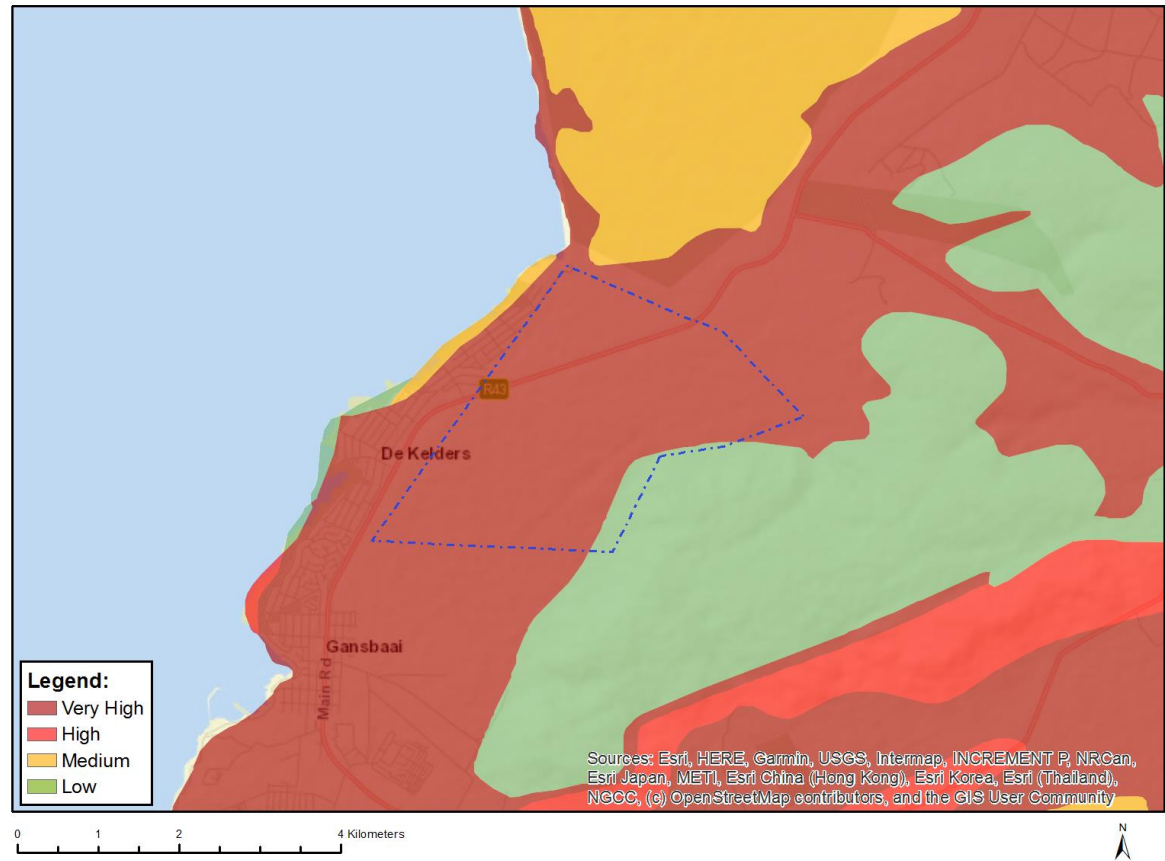 R43
De Kelders
Gansbaai
Main Rd
Legend:
Very High
High
Medium
Low
Sources: Esri, HERE, Garmin, USGS, Intermap, INCREMENT P, NRCan,
Esri Japan, METI, Esri China (Hong Kong), Esri Korea, Esri (Thailand),
NGCC, (c) OpenStreetMap contributors, and the GIS User Community
0 1 2 4 Kilometers
N